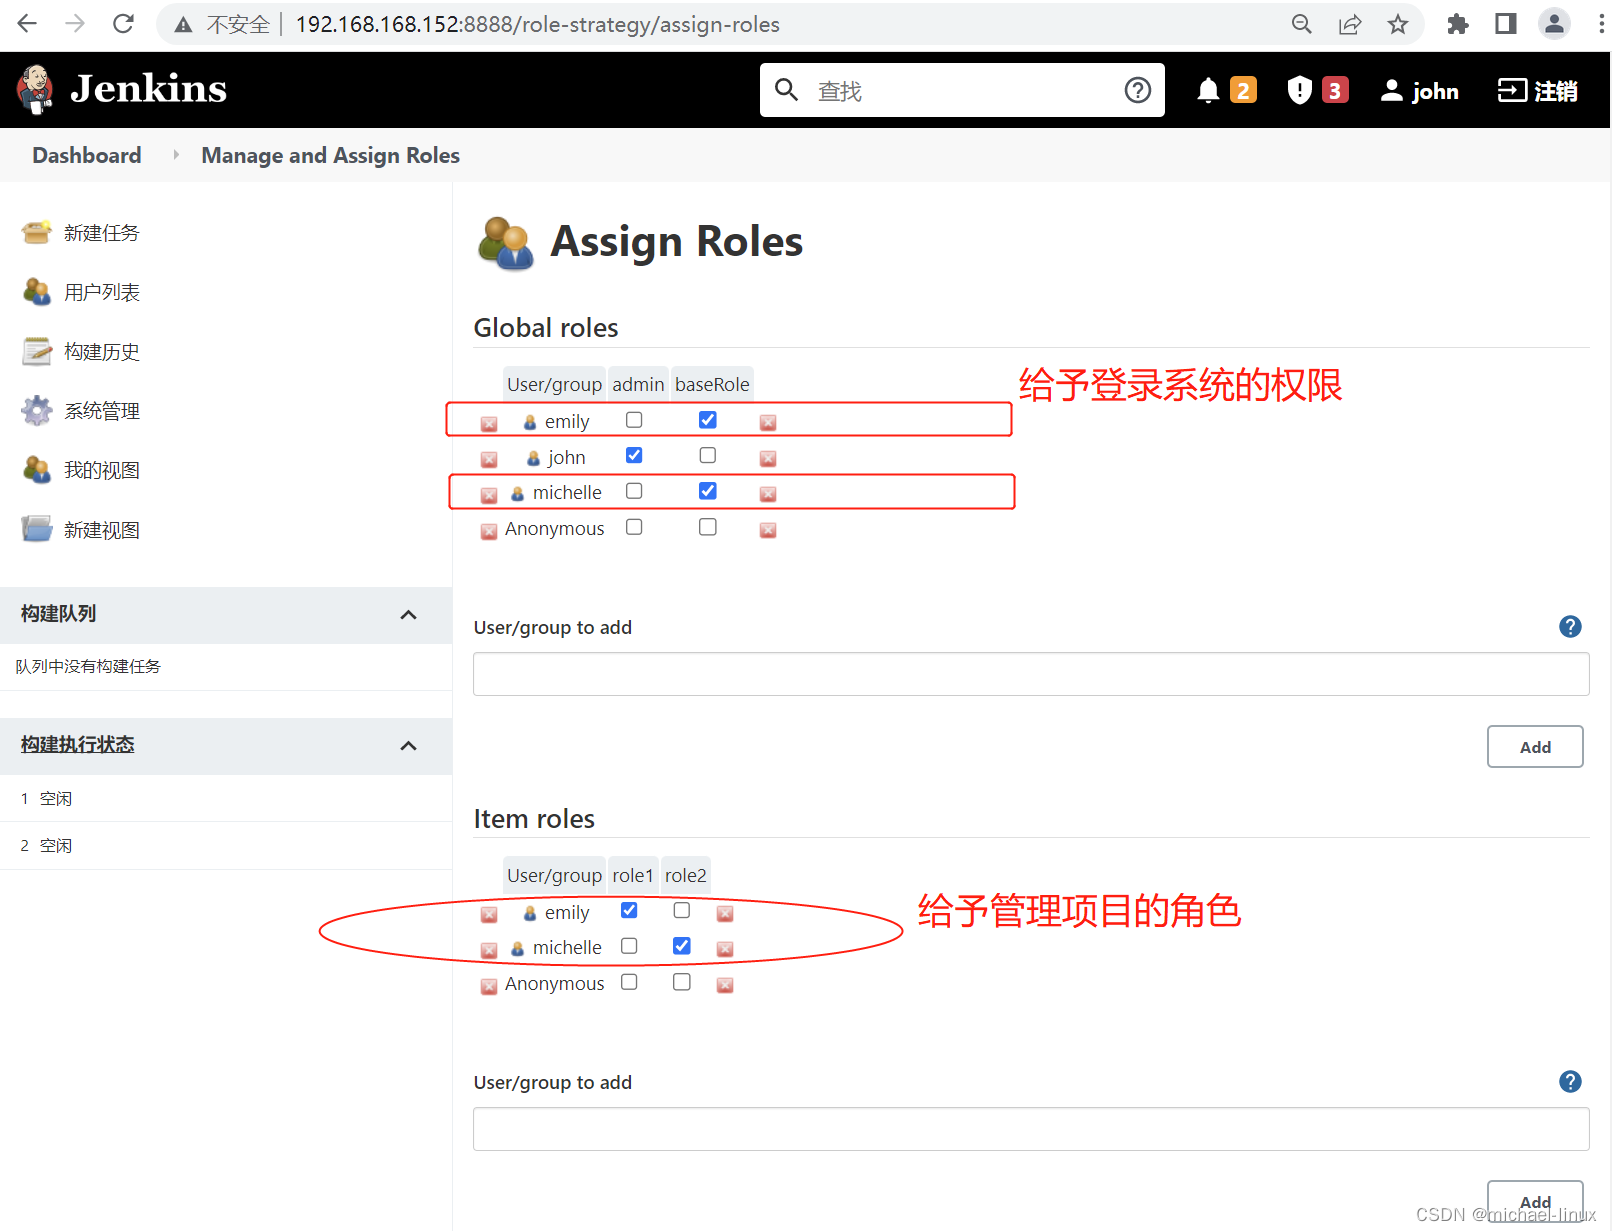 不安全 192.168.168.152:8888/role-strategy/assign-roles
Jenkins 查找 2 3 john 注销
Dashboard Manage and Assign Roles
新建任务
用户列表
构建历史
系统管理
我的视图
新建视图
构建队列
队列中没有构建任务
构建执行状态
1 空闲
2 空闲
Assign Roles
Global roles
User/group admin baseRole
给予登录系统的权限
emily
john
michelle
Anonymous
User/group to add
Add
Item roles
User/group role1 role2
emily
给予管理项目的角色
michelle
Anonymous
User/group to add
Add
CSDN @michael-linux